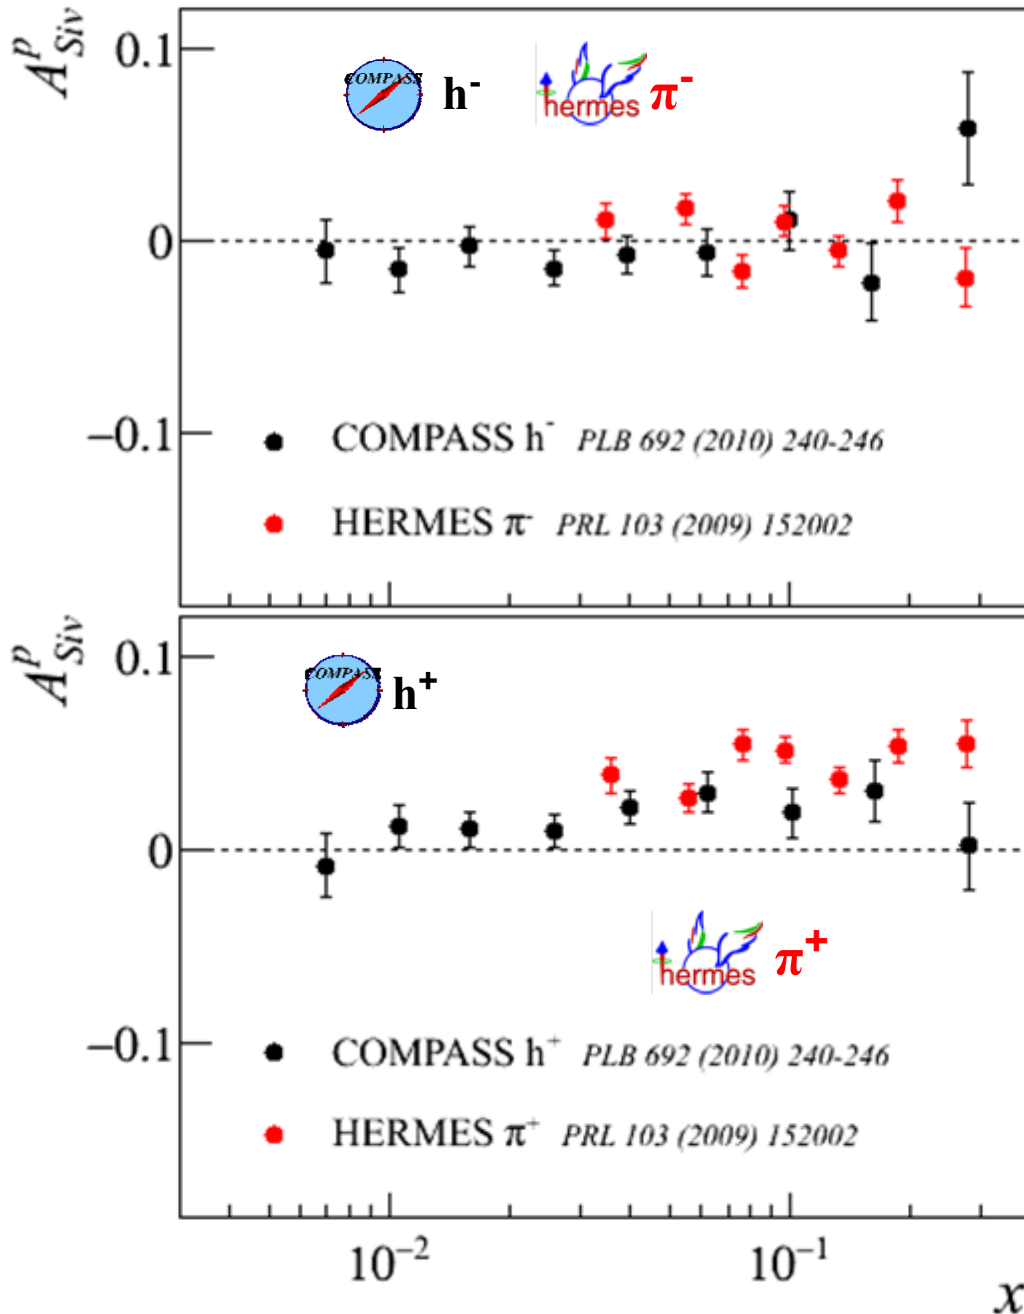 A^p_Siv
0.1
COMPASS h⁻ hermes π⁻
0
−0.1
COMPASS h⁻ PLB 692 (2010) 240-246
HERMES π⁻ PRL 103 (2009) 152002
A^p_Siv
0.1
COMPASS h⁺
0
hermes π⁺
−0.1
COMPASS h⁺ PLB 692 (2010) 240-246
HERMES π⁺ PRL 103 (2009) 152002
10⁻² 10⁻¹
x